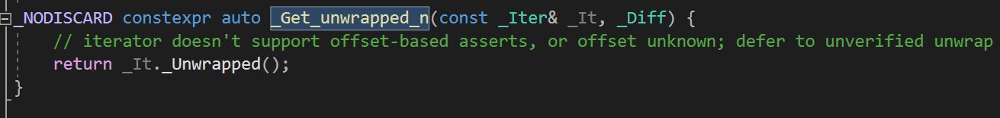 _NODISCARD constexpr auto _Get_unwrapped_n(const _Iter& _It, _Diff) {
// iterator doesn't support offset-based asserts, or offset unknown; defer to unverified unwrap
return _It._Unwrapped();
}